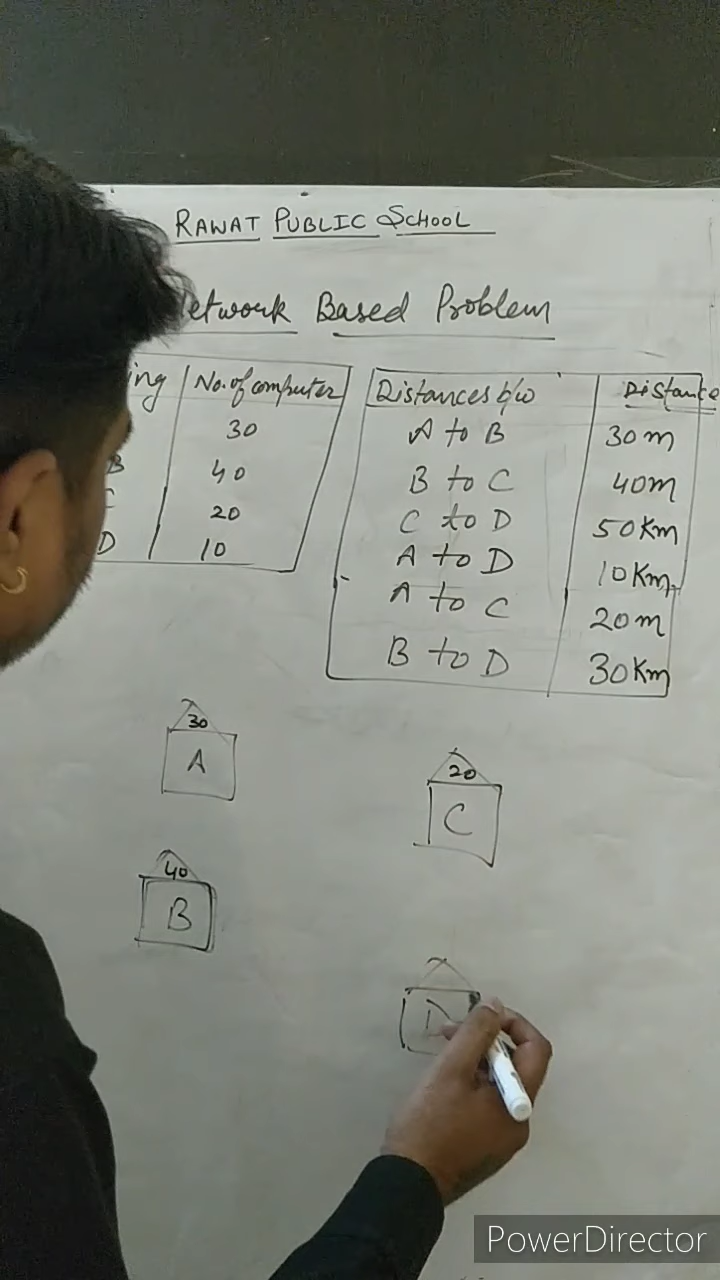 RAWAT PUBLIC SCHOOL
etwork Based Problem
ing No. of computer
30
B 40
C 20
D 10
Distances b/w Distance
A to B 30 m
B to C 40m
C to D 50 Km
A to D 10 Km
A to C 20 m
B to D 30 Km
30
A
20
C
40
B
D
PowerDirector